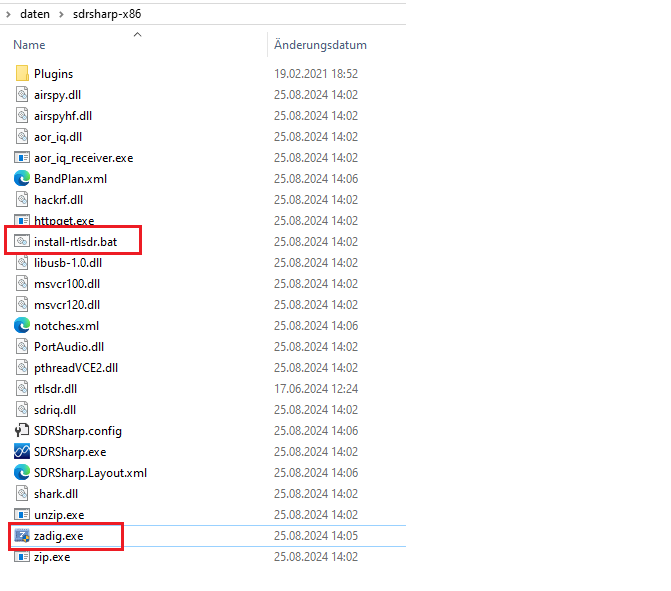 daten sdrsharp-x86
Name Änderungsdatum
Plugins 19.02.2021 18:52
airspy.dll 25.08.2024 14:02
airspyhf.dll 25.08.2024 14:02
aor_iq.dll 25.08.2024 14:02
aor_iq_receiver.exe 25.08.2024 14:02
BandPlan.xml 25.08.2024 14:06
hackrf.dll 25.08.2024 14:02
httpget.exe 25.08.2024 14:02
install-rtlsdr.bat 25.08.2024 14:02
libusb-1.0.dll 25.08.2024 14:02
msvcr100.dll 25.08.2024 14:02
msvcr120.dll 25.08.2024 14:02
notches.xml 25.08.2024 14:06
PortAudio.dll 25.08.2024 14:02
pthreadVCE2.dll 25.08.2024 14:02
rtlsdr.dll 17.06.2024 12:24
sdriq.dll 25.08.2024 14:02
SDRSharp.config 25.08.2024 14:06
SDRSharp.exe 25.08.2024 14:02
SDRSharp.Layout.xml 25.08.2024 14:06
shark.dll 25.08.2024 14:02
unzip.exe 25.08.2024 14:02
zadig.exe 25.08.2024 14:05
zip.exe 25.08.2024 14:02